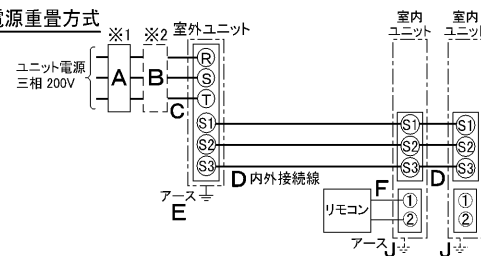 電源重畳方式
※1 ※2 室外ユニット 室内 室内
ユニット ユニット
ユニット電源
三相 200V
A B C
R
S
T
S1 S1 S1
S2 S2 S2
S3 S3 S3
D 内外接続線 F D
アース
E
リモコン ① ①
② ②
アース J J